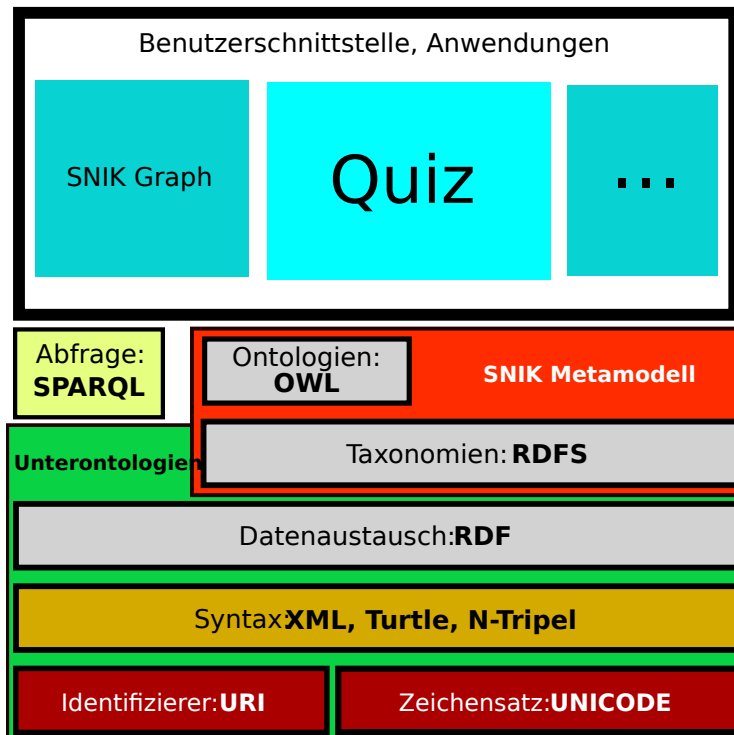 Benutzerschnittstelle, Anwendungen
SNIK Graph
Quiz
...
Abfrage:
SPARQL
Ontologien:
OWL
SNIK Metamodell
Unterontologien
Taxonomien: RDFS
Datenaustausch:RDF
Syntax:XML, Turtle, N-Tripel
Identifizierer:URI
Zeichensatz:UNICODE